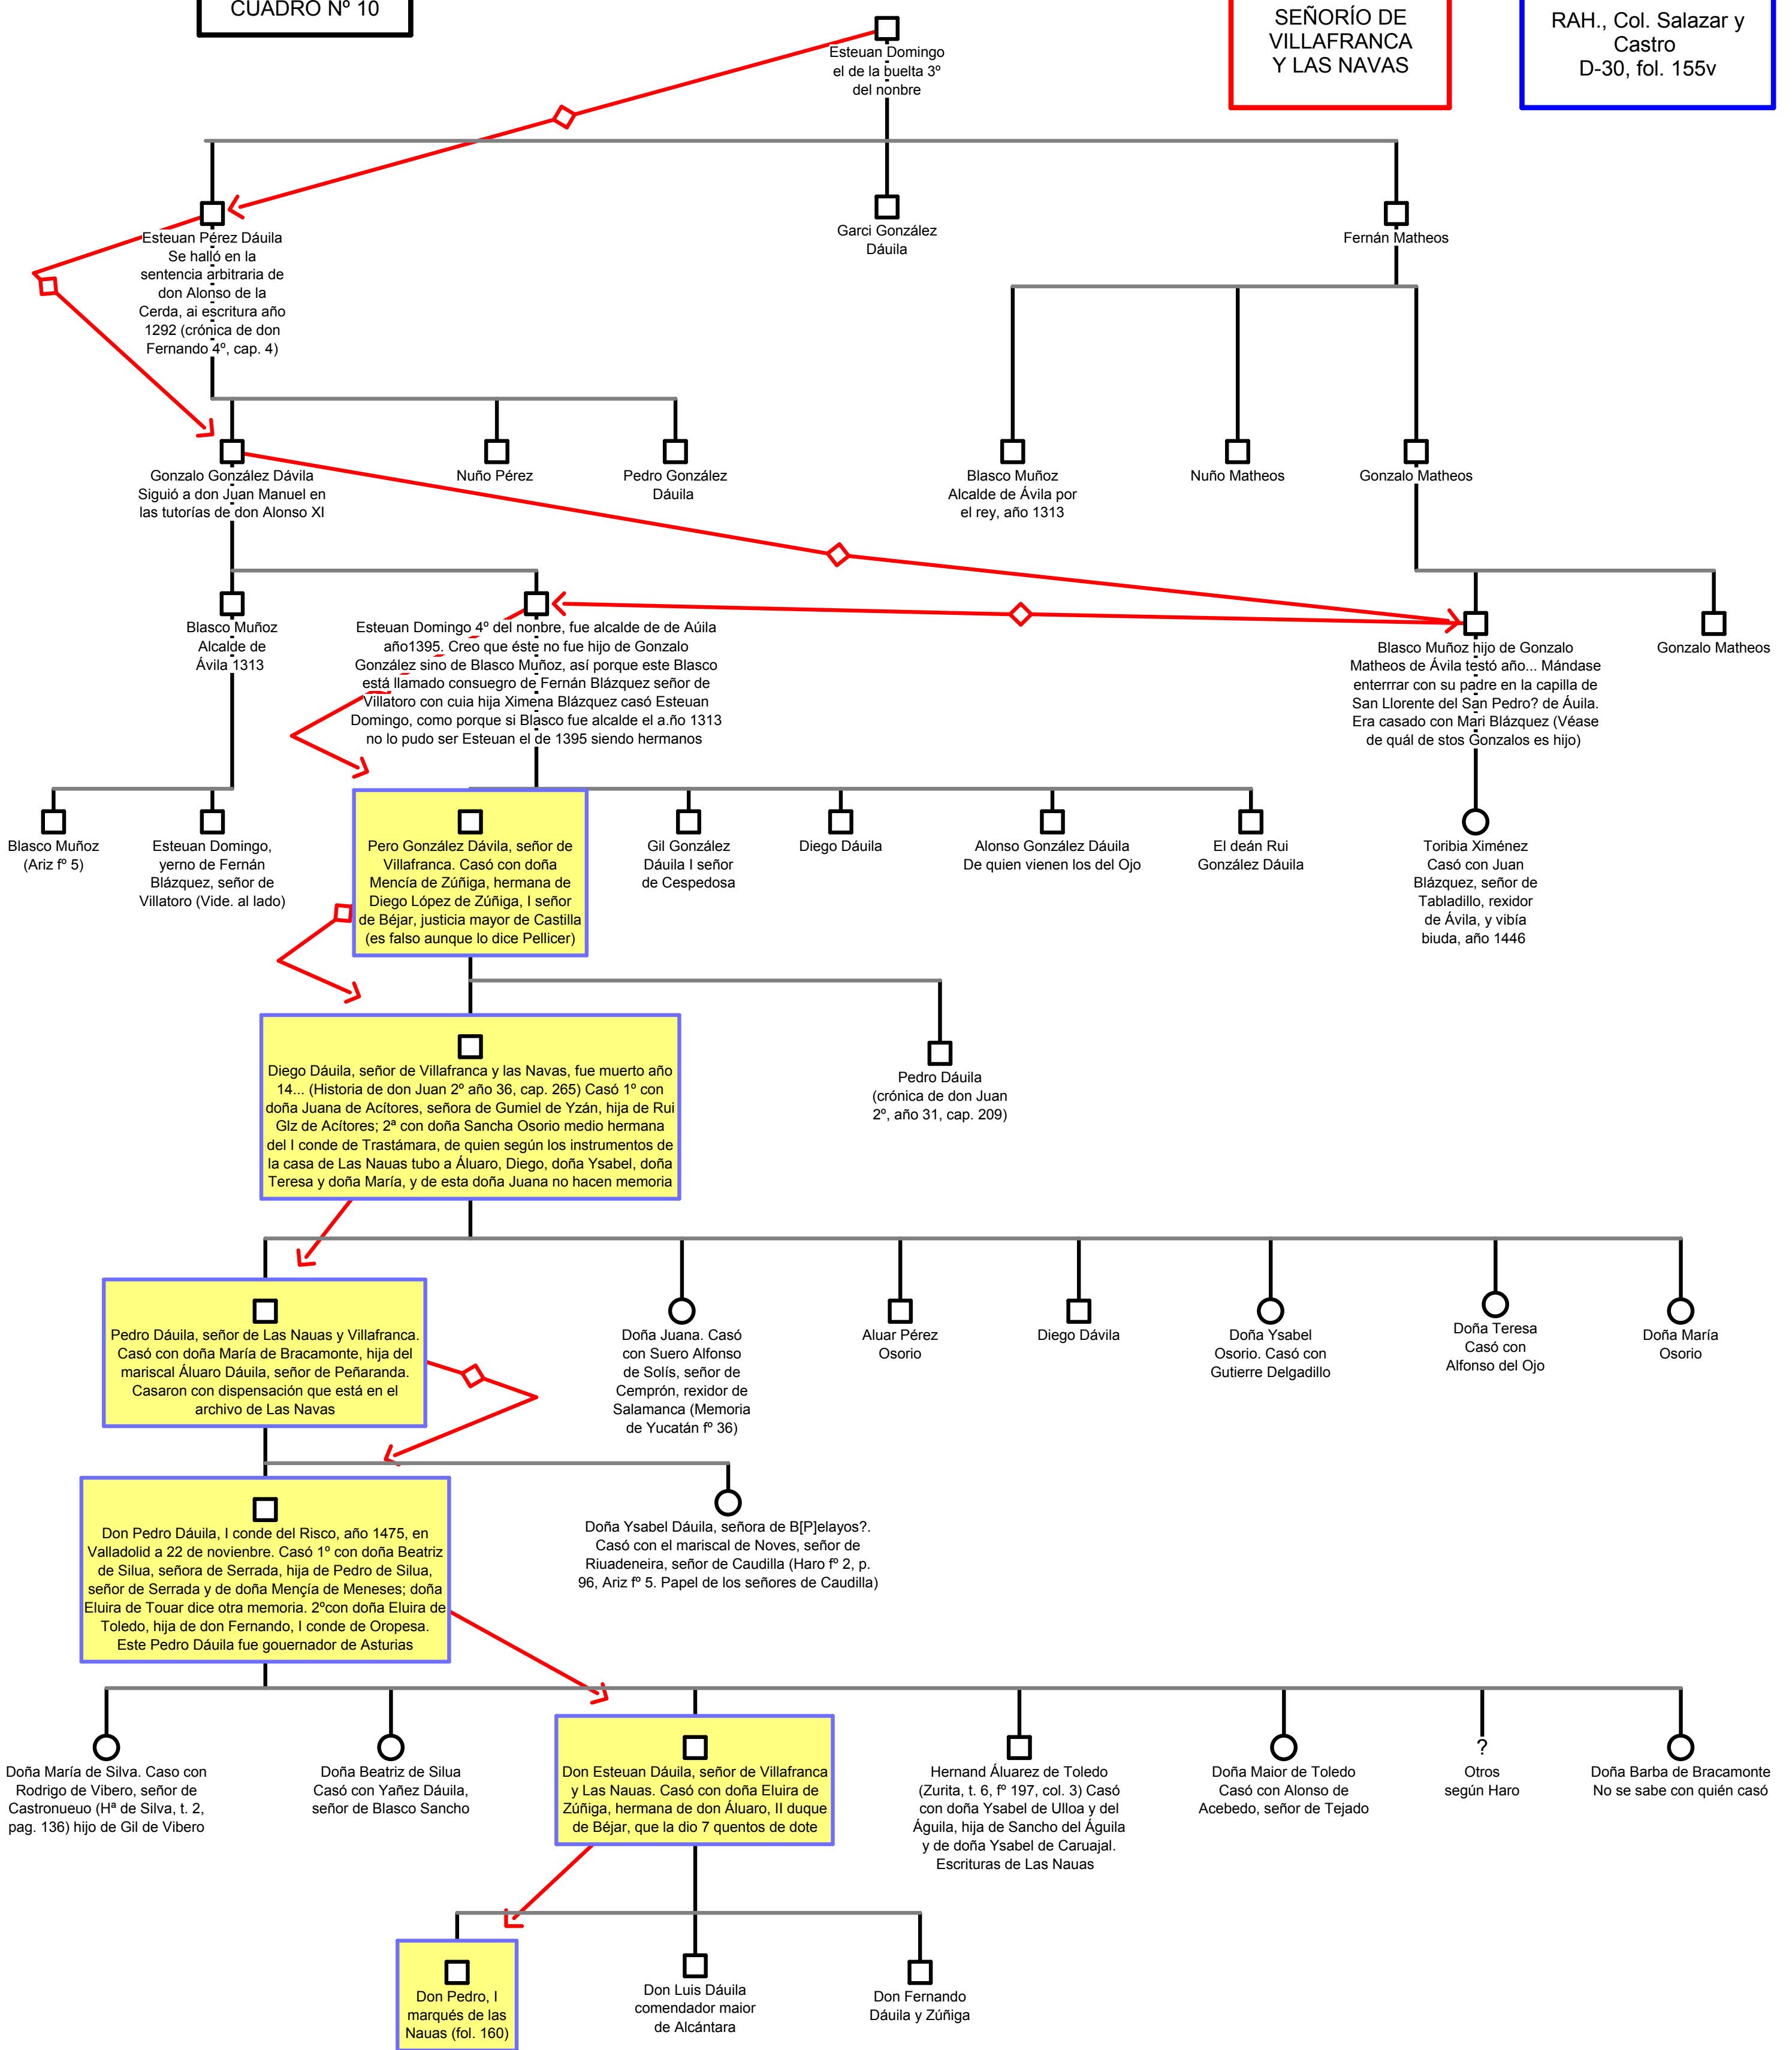 CUADRO Nº 10
SEÑORÍO DE
VILLAFRANCA
Y LAS NAVAS
RAH., Col. Salazar y
Castro
D-30, fol. 155v
Esteuan Domingo
el de la buelta 3º
del nonbre
Esteuan Pérez Dáuila
Se halló en la
sentencia arbitraria de
don Alonso de la
Cerda, ai escritura año
1292 (crónica de don
Fernando 4º, cap. 4)
Garci González
Dáuila
Fernán Matheos
Gonzalo González Dávila
Siguió a don Juan Manuel en
las tutorías de don Alonso XI
Nuño Pérez
Pedro González
Dáuila
Blasco Muñoz
Alcalde de Ávila por
el rey, año 1313
Nuño Matheos
Gonzalo Matheos
Blasco Muñoz
Alcalde de
Ávila 1313
Esteuan Domingo 4º del nonbre, fue alcalde de de Aúila
año1395. Creo que éste no fue hijo de Gonzalo
González sino de Blasco Muñoz, así porque este Blasco
está llamado consuegro de Fernán Blázquez señor de
Villatoro con cuia hija Ximena Blázquez casó Esteuan
Domingo, como porque si Blasco fue alcalde el a.ño 1313
no lo pudo ser Esteuan el de 1395 siendo hermanos
Blasco Muñoz hijo de Gonzalo
Matheos de Ávila testó año... Mándase
enterrrar con su padre en la capilla de
San Llorente del San Pedro? de Áuila.
Era casado con Mari Blázquez (Véase
de quál de stos Gonzalos es hijo)
Gonzalo Matheos
Blasco Muñoz
(Ariz fº 5)
Esteuan Domingo,
yerno de Fernán
Blázquez, señor de
Villatoro (Vide. al lado)
Pero González Dávila, señor de
Villafranca. Casó con doña
Mencía de Zúñiga, hermana de
Diego López de Zúñiga, I señor
de Béjar, justicia mayor de Castilla
(es falso aunque lo dice Pellicer)
Gil González
Dáuila I señor
de Cespedosa
Diego Dáuila
Alonso González Dáuila
De quien vienen los del Ojo
El deán Rui
González Dáuila
Toribia Ximénez
Casó con Juan
Blázquez, señor de
Tabladillo, rexidor
de Ávila, y vibía
biuda, año 1446
Diego Dáuila, señor de Villafranca y las Navas, fue muerto año
14... (Historia de don Juan 2º año 36, cap. 265) Casó 1º con
doña Juana de Acítores, señora de Gumiel de Yzán, hija de Rui
Glz de Acítores; 2ª con doña Sancha Osorio medio hermana
del I conde de Trastámara, de quien según los instrumentos de
la casa de Las Nauas tubo a Áluaro, Diego, doña Ysabel, doña
Teresa y doña María, y de esta doña Juana no hacen memoria
Pedro Dáuila
(crónica de don Juan
2º, año 31, cap. 209)
Pedro Dáuila, señor de Las Nauas y Villafranca.
Casó con doña María de Bracamonte, hija del
mariscal Áluaro Dáuila, señor de Peñaranda.
Casaron con dispensación que está en el
archivo de Las Navas
Doña Juana. Casó
con Suero Alfonso
de Solís, señor de
Cemprón, rexidor de
Salamanca (Memoria
de Yucatán fº 36)
Aluar Pérez
Osorio
Diego Dávila
Doña Ysabel
Osorio. Casó con
Gutierre Delgadillo
Doña Teresa
Casó con
Alfonso del Ojo
Doña María
Osorio
Don Pedro Dáuila, I conde del Risco, año 1475, en
Valladolid a 22 de novienbre. Casó 1º con doña Beatriz
de Silua, señora de Serrada, hija de Pedro de Silua,
señor de Serrada y de doña Mençía de Meneses; doña
Eluira de Touar dice otra memoria. 2ºcon doña Eluira de
Toledo, hija de don Fernando, I conde de Oropesa.
Este Pedro Dáuila fue gouernador de Asturias
Doña Ysabel Dáuila, señora de B[P]elayos?.
Casó con el mariscal de Noves, señor de
Riuadeneira, señor de Caudilla (Haro fº 2, p.
96, Ariz fº 5. Papel de los señores de Caudilla)
Doña María de Silva. Caso con
Rodrigo de Vibero, señor de
Castronueuo (Hª de Silva, t. 2,
pag. 136) hijo de Gil de Vibero
Doña Beatriz de Silua
Casó con Yañez Dáuila,
señor de Blasco Sancho
Don Esteuan Dáuila, señor de Villafranca
y Las Nauas. Casó con doña Eluira de
Zúñiga, hermana de don Áluaro, II duque
de Béjar, que la dio 7 quentos de dote
Hernand Áluarez de Toledo
(Zurita, t. 6, fº 197, col. 3) Casó
con doña Ysabel de Ulloa y del
Águila, hija de Sancho del Águila
y de doña Ysabel de Caruajal.
Escrituras de Las Nauas
Doña Maior de Toledo
Casó con Alonso de
Acebedo, señor de Tejado
?
Otros
según Haro
Doña Barba de Bracamonte
No se sabe con quién casó
Don Pedro, I
marqués de las
Nauas (fol. 160)
Don Luis Dáuila
comendador maior
de Alcántara
Don Fernando
Dáuila y Zúñiga